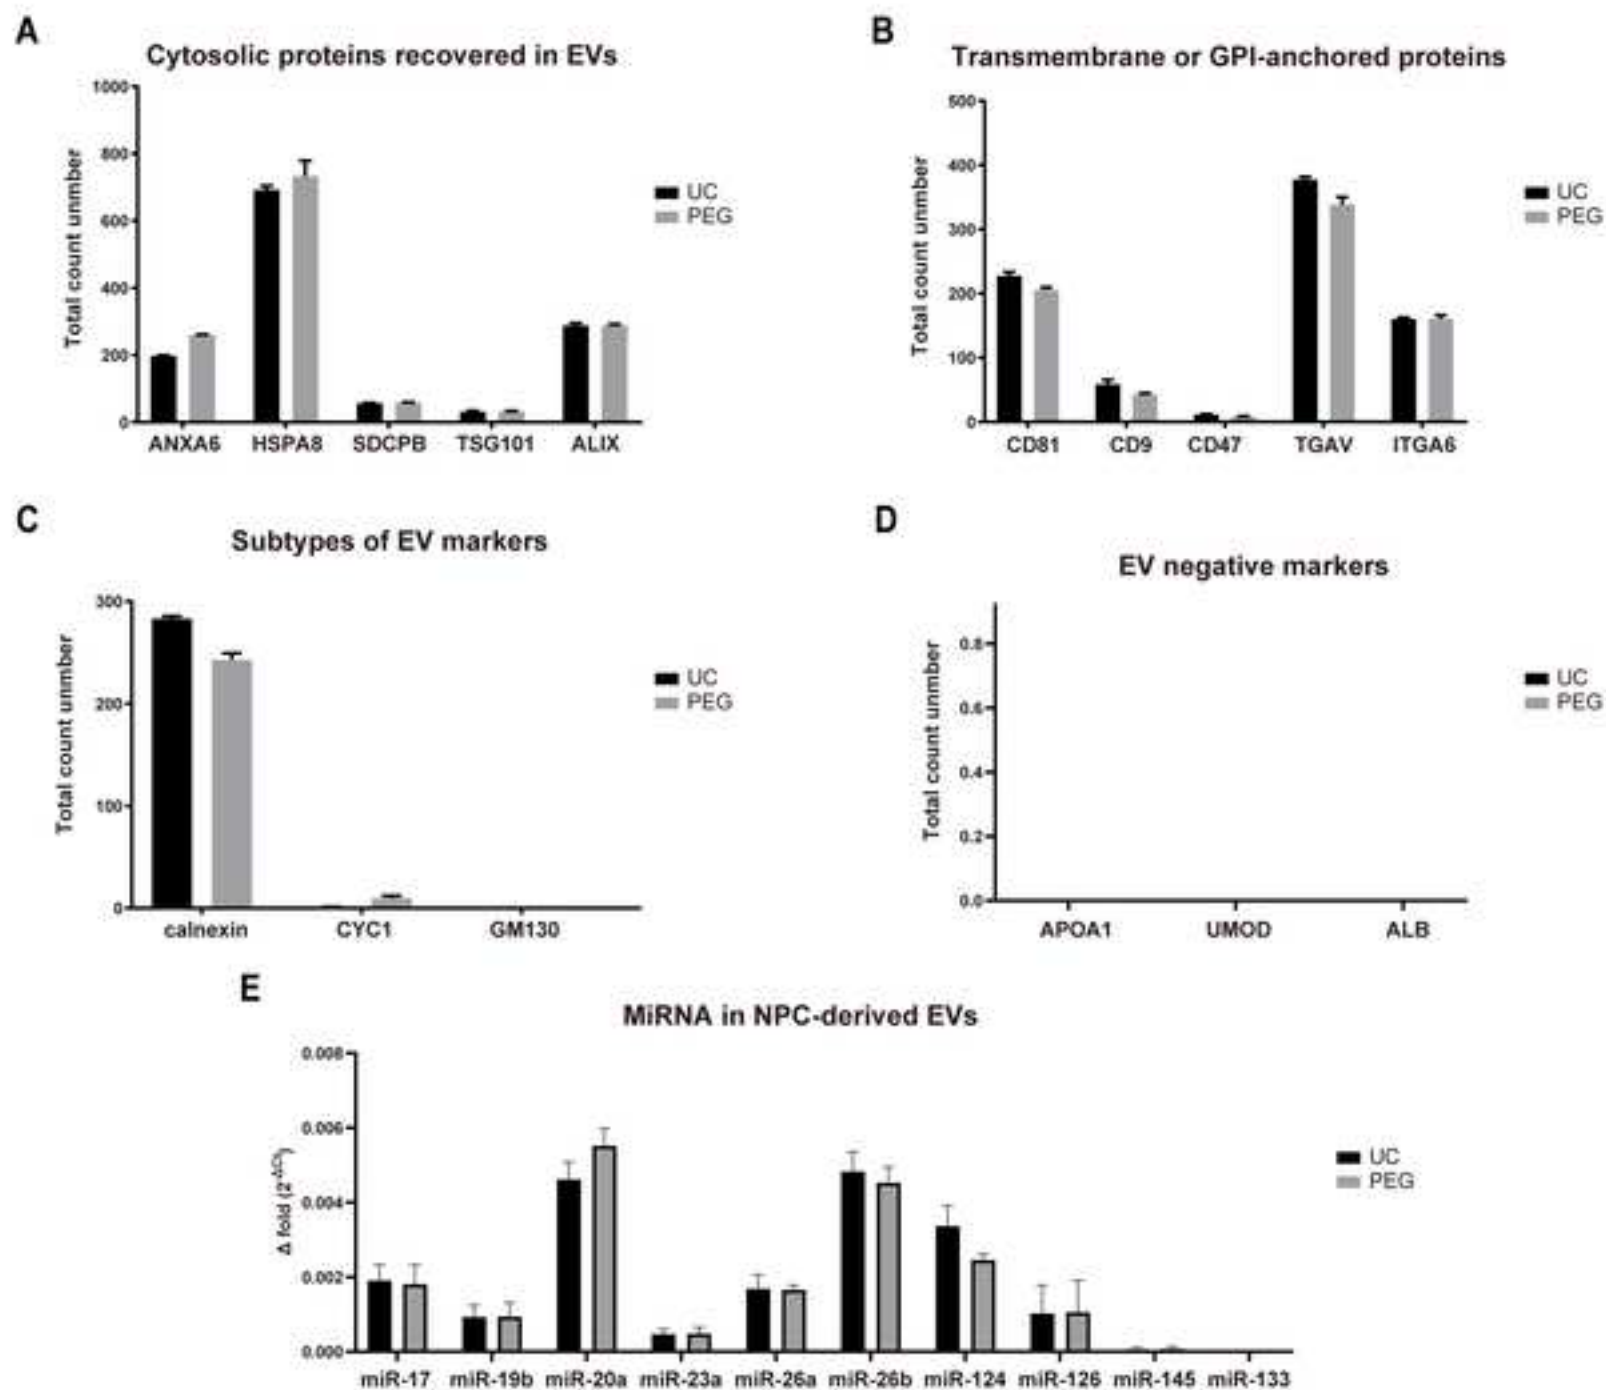 A
Cytosolic proteins recovered in EVs
Total count unmber
1000
800
600
400
200
0
ANXA6 HSPA8 SDCPB TSG101 ALIX
UC
PEG
B
Transmembrane or GPI-anchored proteins
Total count unmber
500
400
300
200
100
0
CD81 CD9 CD47 TGAV ITGA6
UC
PEG
C
Subtypes of EV markers
Total count unmber
300
200
100
0
calnexin CYC1 GM130
UC
PEG
D
EV negative markers
Total count unmber
0.8
0.6
0.4
0.2
0.0
APOA1 UMOD ALB
UC
PEG
E
MiRNA in NPC-derived EVs
Δ fold (2-ΔCt)
0.008
0.006
0.004
0.002
0.000
miR-17 miR-19b miR-20a miR-23a miR-26a miR-26b miR-124 miR-126 miR-145 miR-133
UC
PEG